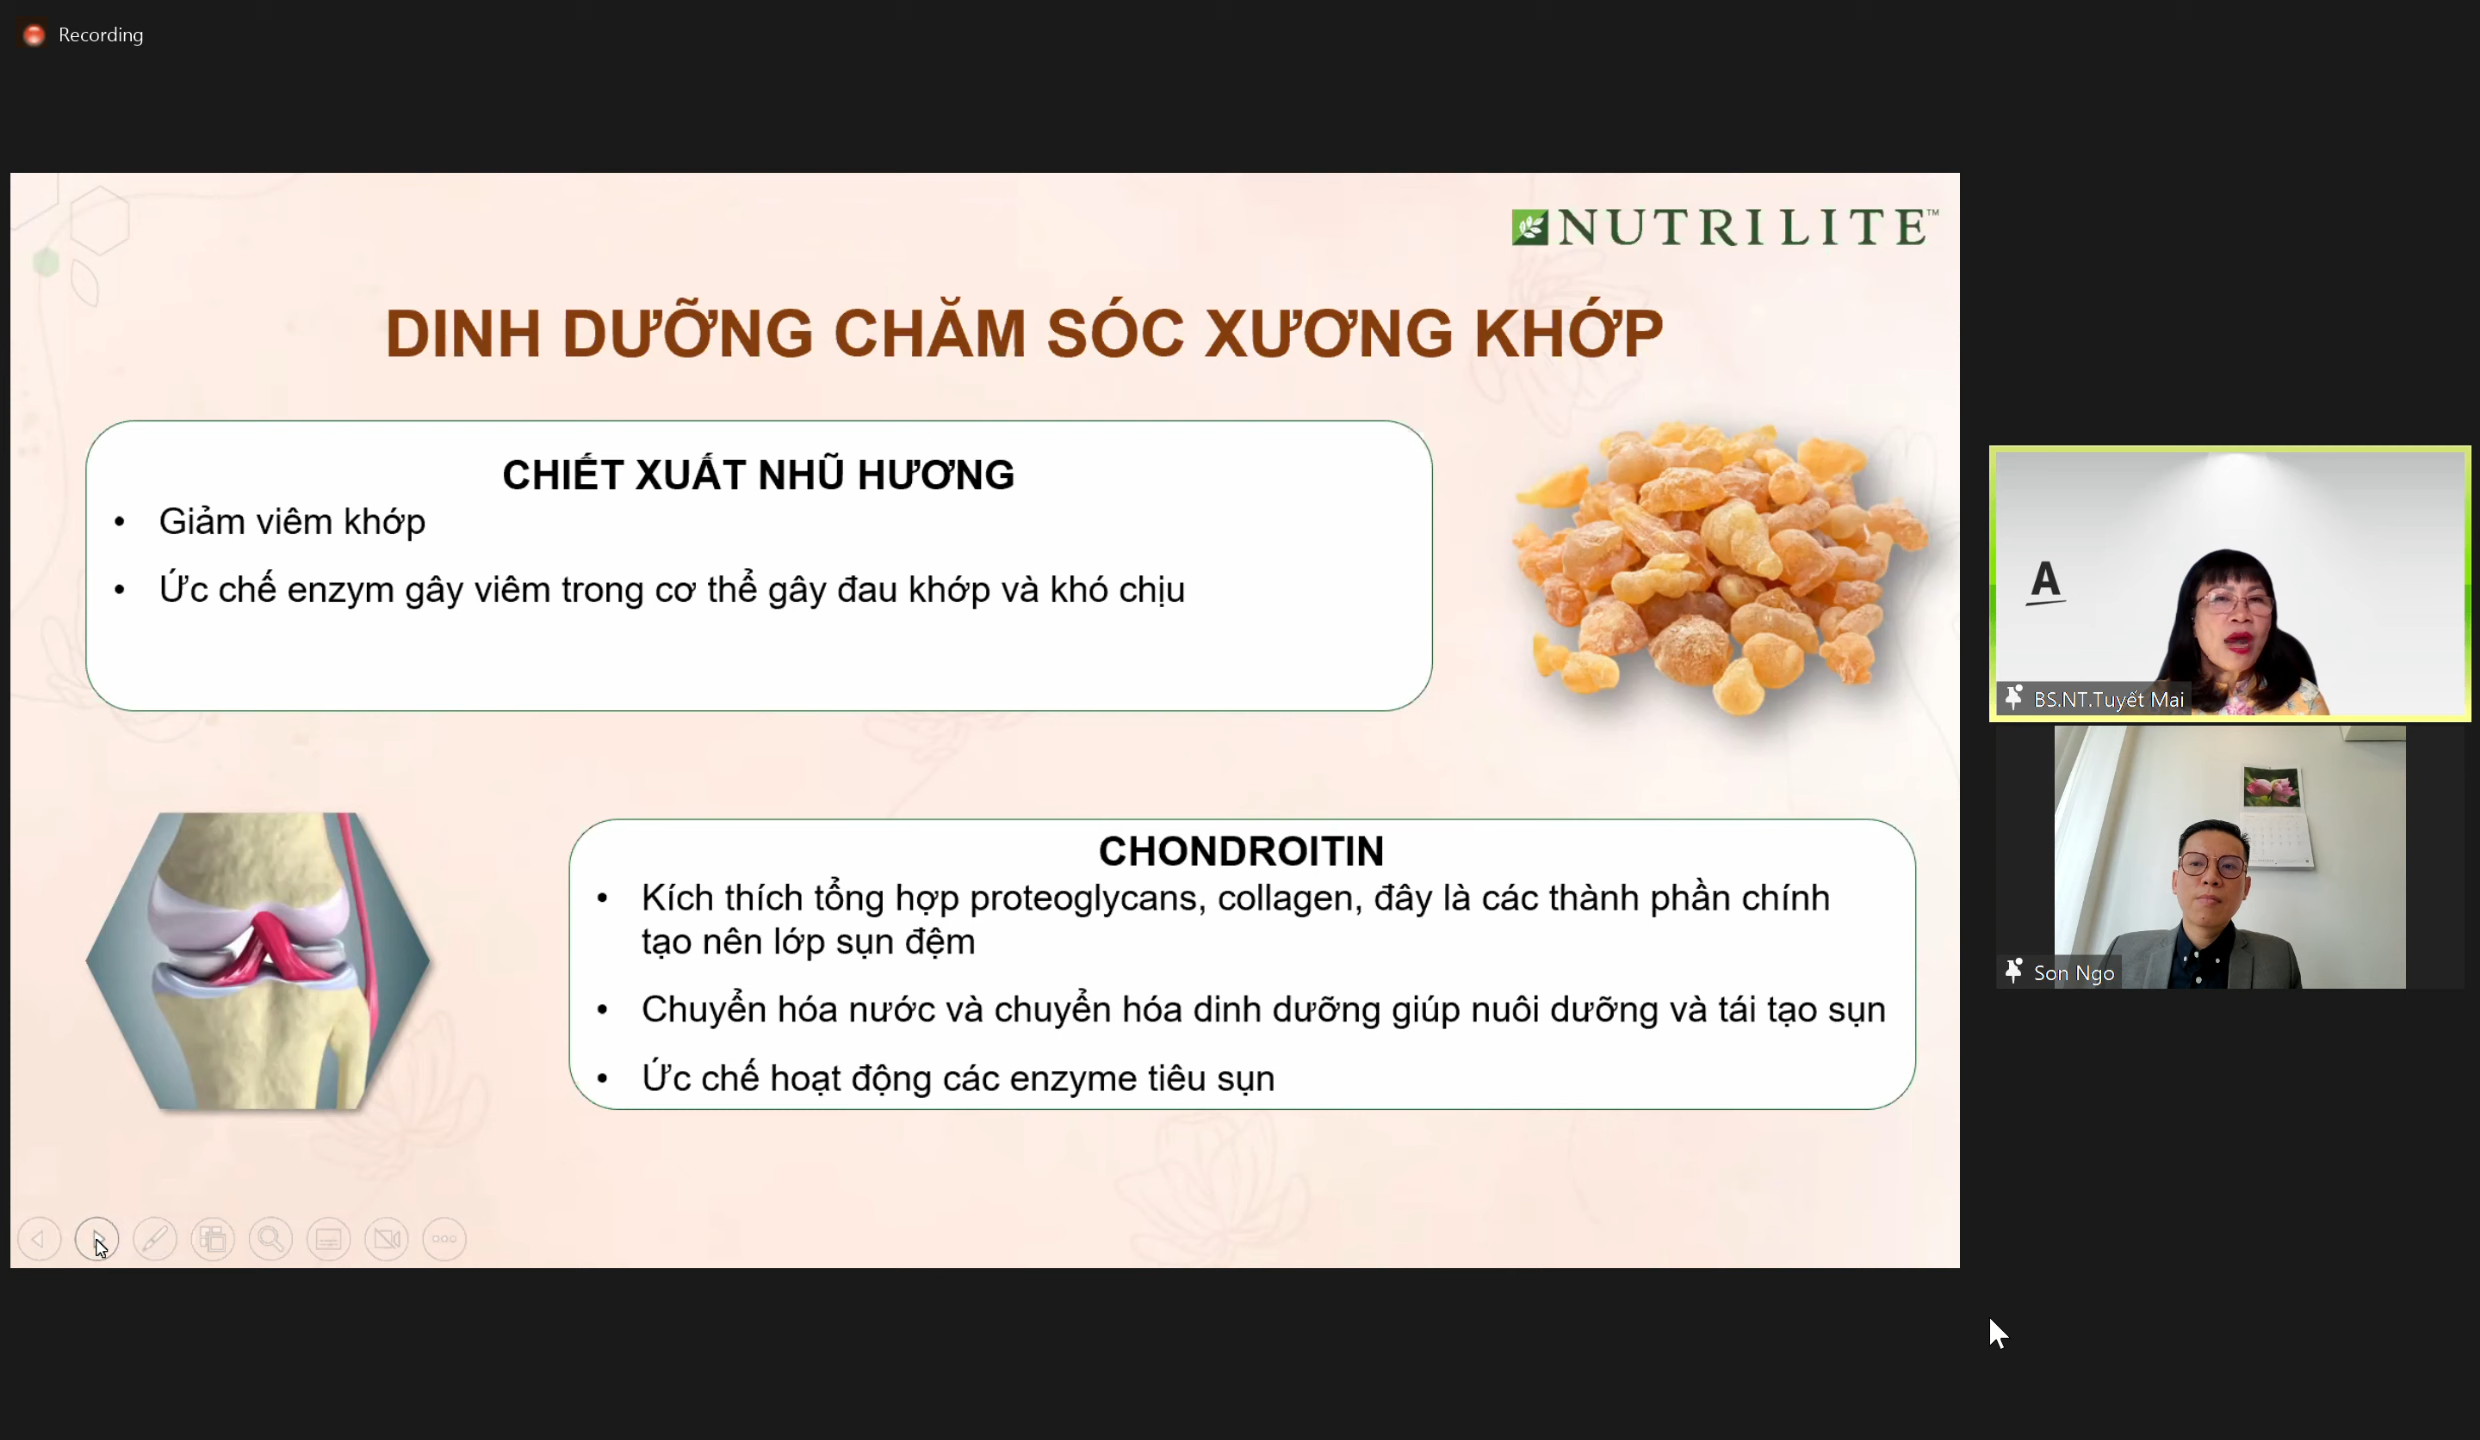 Recording
NUTRILITE™
DINH DƯỠNG CHĂM SÓC XƯƠNG KHỚP
CHIẾT XUẤT NHŨ HƯƠNG
• Giảm viêm khớp
• Ức chế enzym gây viêm trong cơ thể gây đau khớp và khó chịu
A
BS.NT.Tuyết Mai
Son Ngo
CHONDROITIN
• Kích thích tổng hợp proteoglycans, collagen, đây là các thành phần chính
tạo nên lớp sụn đệm
• Chuyển hóa nước và chuyển hóa dinh dưỡng giúp nuôi dưỡng và tái tạo sụn
• Ức chế hoạt động các enzyme tiêu sụn